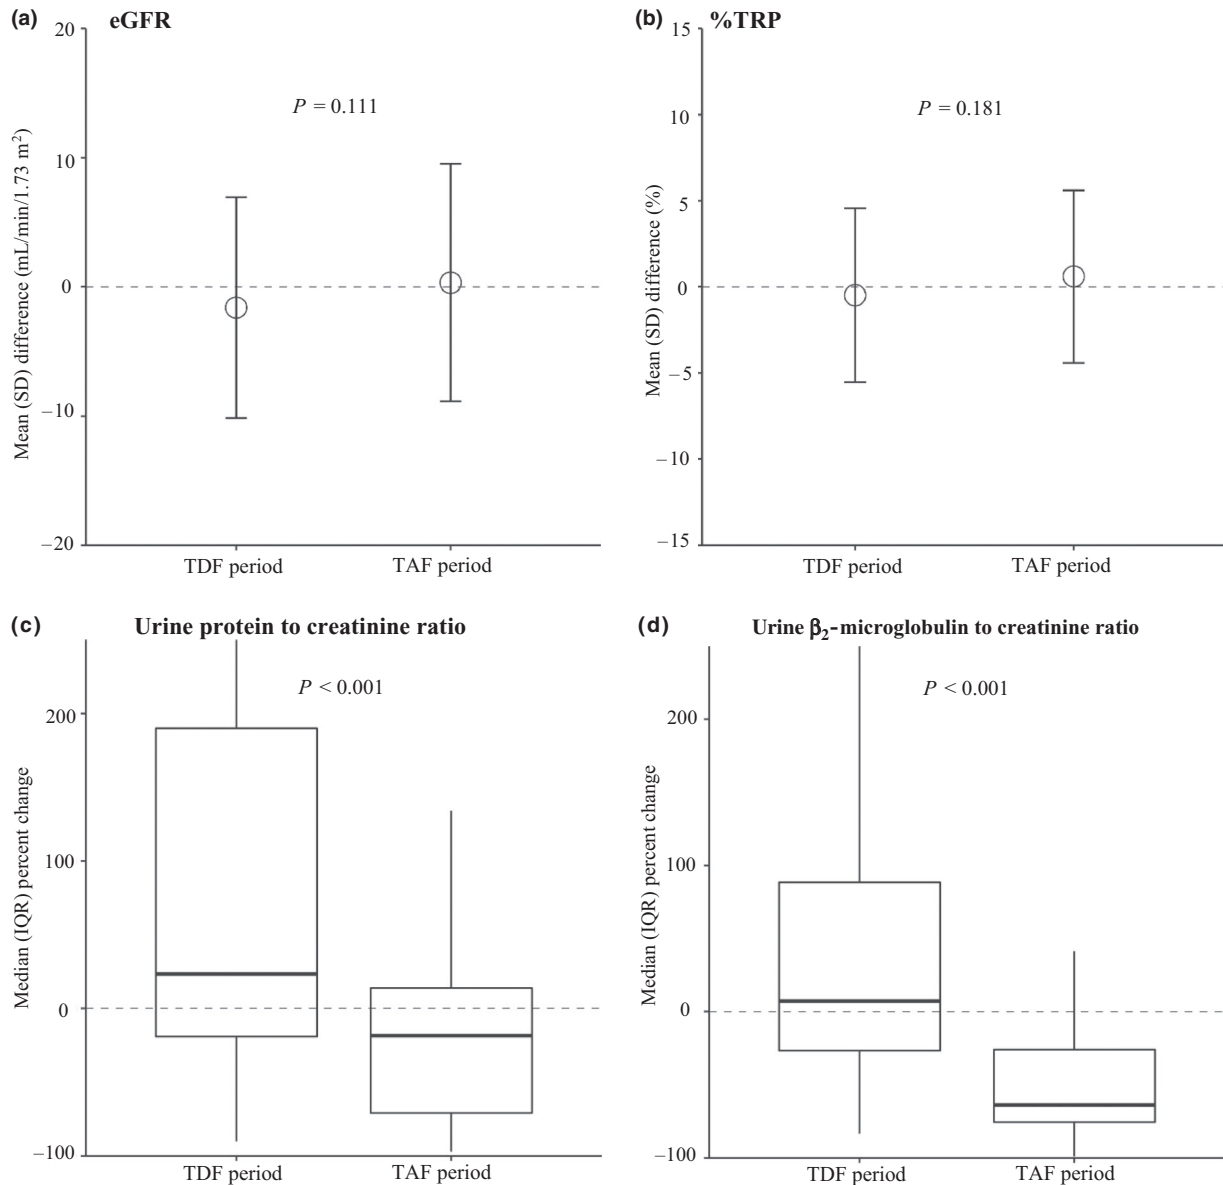 (a) eGFR
20
10
0
−10
−20
Mean (SD) difference (mL/min/1.73 m²)
P = 0.111
TDF period
TAF period
(b) %TRP
15
10
5
0
−5
−10
−15
Mean (SD) difference (%)
P = 0.181
TDF period
TAF period
(c) Urine protein to creatinine ratio
200
100
0
−100
Median (IQR) percent change
P < 0.001
TDF period
TAF period
(d) Urine β₂-microglobulin to creatinine ratio
200
100
0
−100
Median (IQR) percent change
P < 0.001
TDF period
TAF period